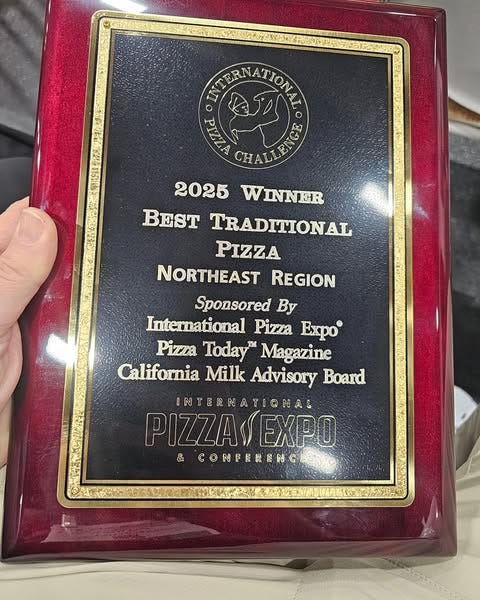 INTERNATIONAL
PIZZA CHALLENGE
2025 WINNER
BEST TRADITIONAL
PIZZA
NORTHEAST REGION
Sponsored By
International Pizza Expo®
Pizza Today™ Magazine
California Milk Advisory Board
INTERNATIONAL
PIZZA EXPO
& CONFERENCE